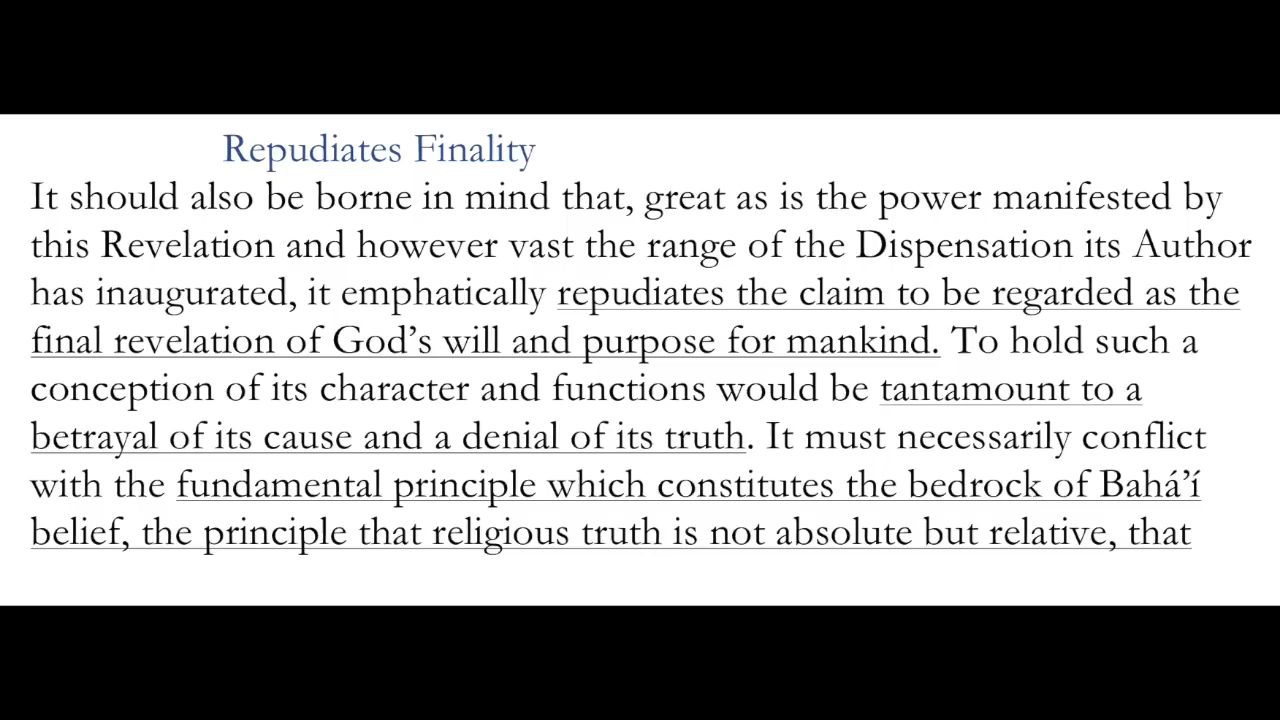 Repudiates Finality
It should also be borne in mind that, great as is the power manifested by
this Revelation and however vast the range of the Dispensation its Author
has inaugurated, it emphatically repudiates the claim to be regarded as the
final revelation of God’s will and purpose for mankind. To hold such a
conception of its character and functions would be tantamount to a
betrayal of its cause and a denial of its truth. It must necessarily conflict
with the fundamental principle which constitutes the bedrock of Bahá’í
belief, the principle that religious truth is not absolute but relative, that